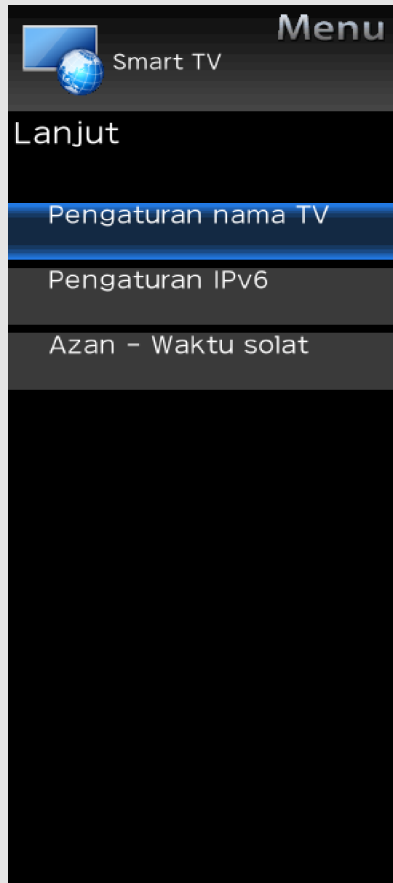 Menu
Smart TV
Lanjut
Pengaturan nama TV
Pengaturan IPv6
Azan - Waktu solat